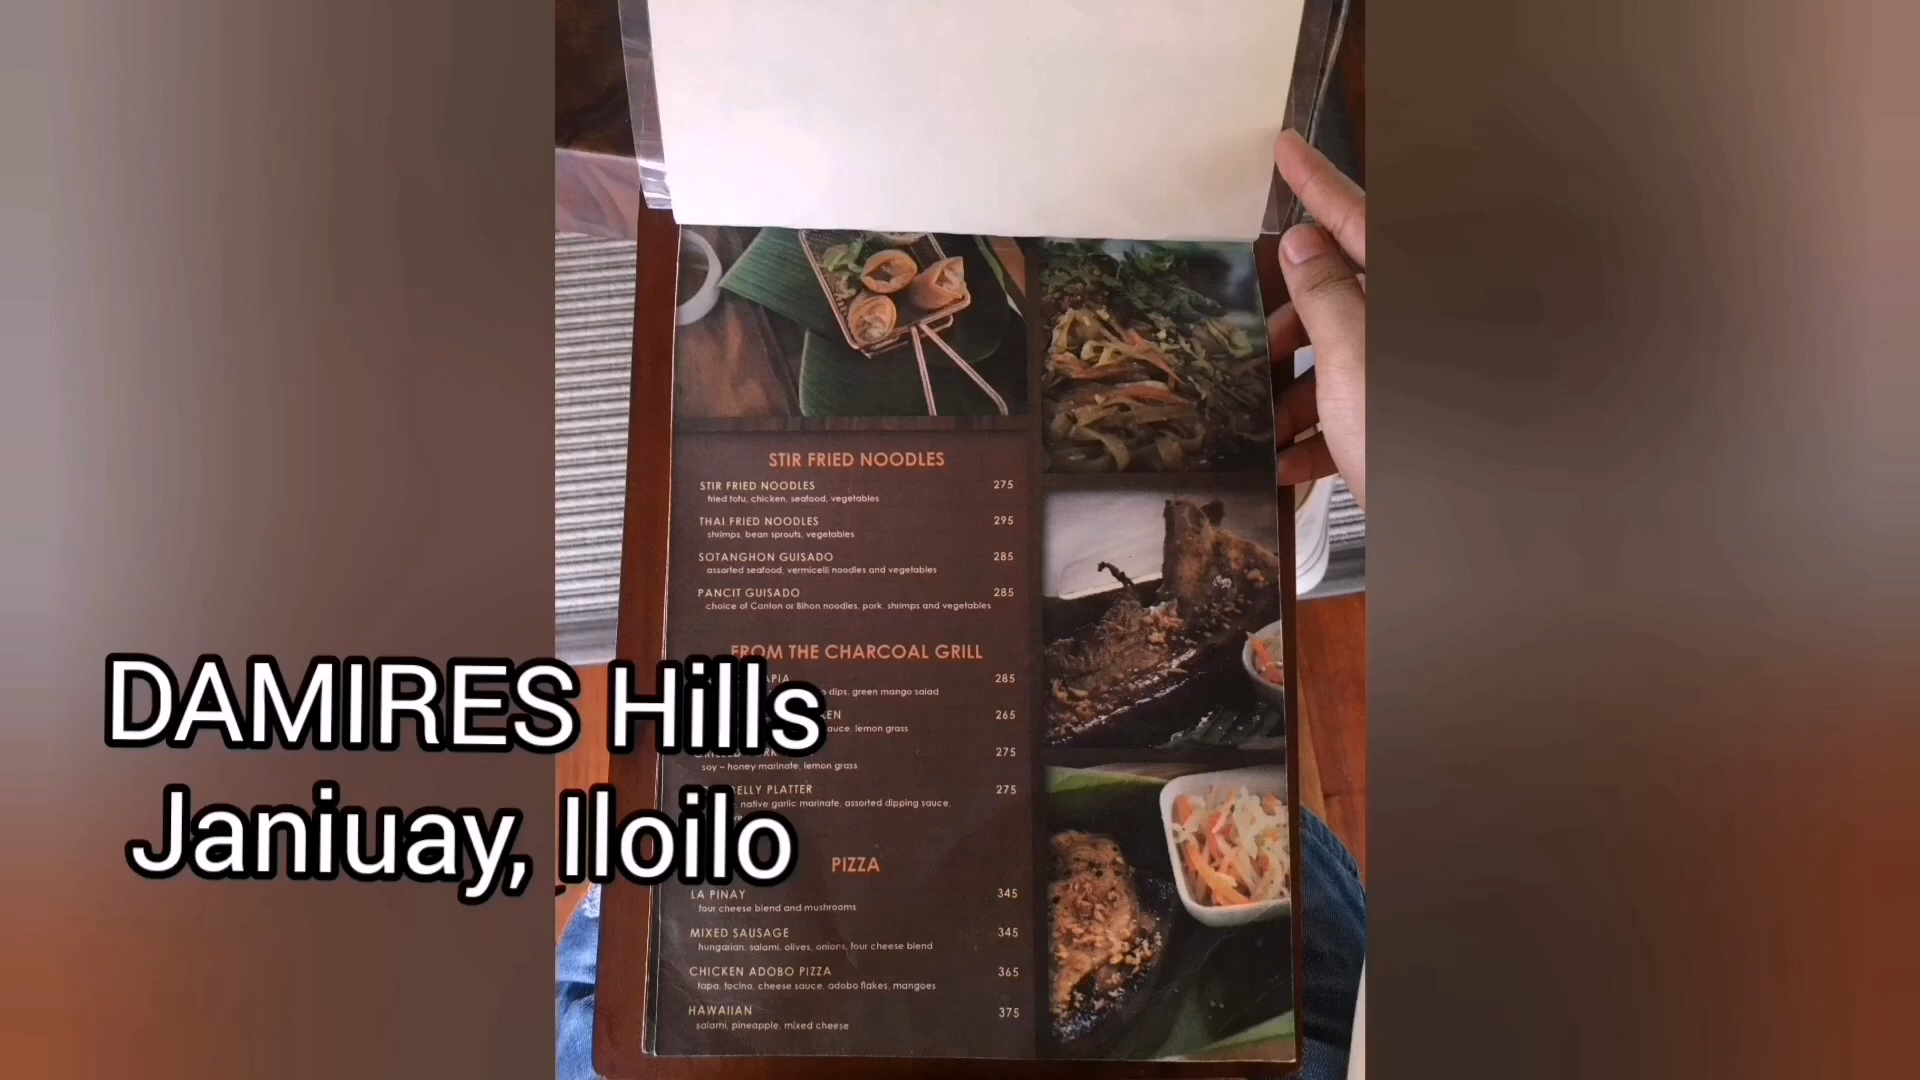 STIR FRIED NOODLES
STIR FRIED NOODLES 275
fried tofu, chicken, seafood, vegetables
THAI FRIED NOODLES 295
shrimps, bean sprouts, vegetables
SOTANGHON GUISADO 285
assorted seafood, vermicelli noodles and vegetables
PANCIT GUISADO 285
choice of Canton or Bihon noodles, pork, shrimps and vegetables
FROM THE CHARCOAL GRILL
285
dips, green mango salad
265
lemon grass
275
soy – honey marinate, lemon grass
BELLY PLATTER 275
native garlic marinate, assorted dipping sauce,
DAMIRES Hills
Janiuay, Iloilo
PIZZA
LA PINAY 345
four cheese blend and mushrooms
MIXED SAUSAGE 345
hungarian, salami, olives, onions, four cheese blend
CHICKEN ADOBO PIZZA 365
tapa, tocino, cheese sauce, adobo flakes, mangoes
HAWAIIAN 375
salami, pineapple, mixed cheese